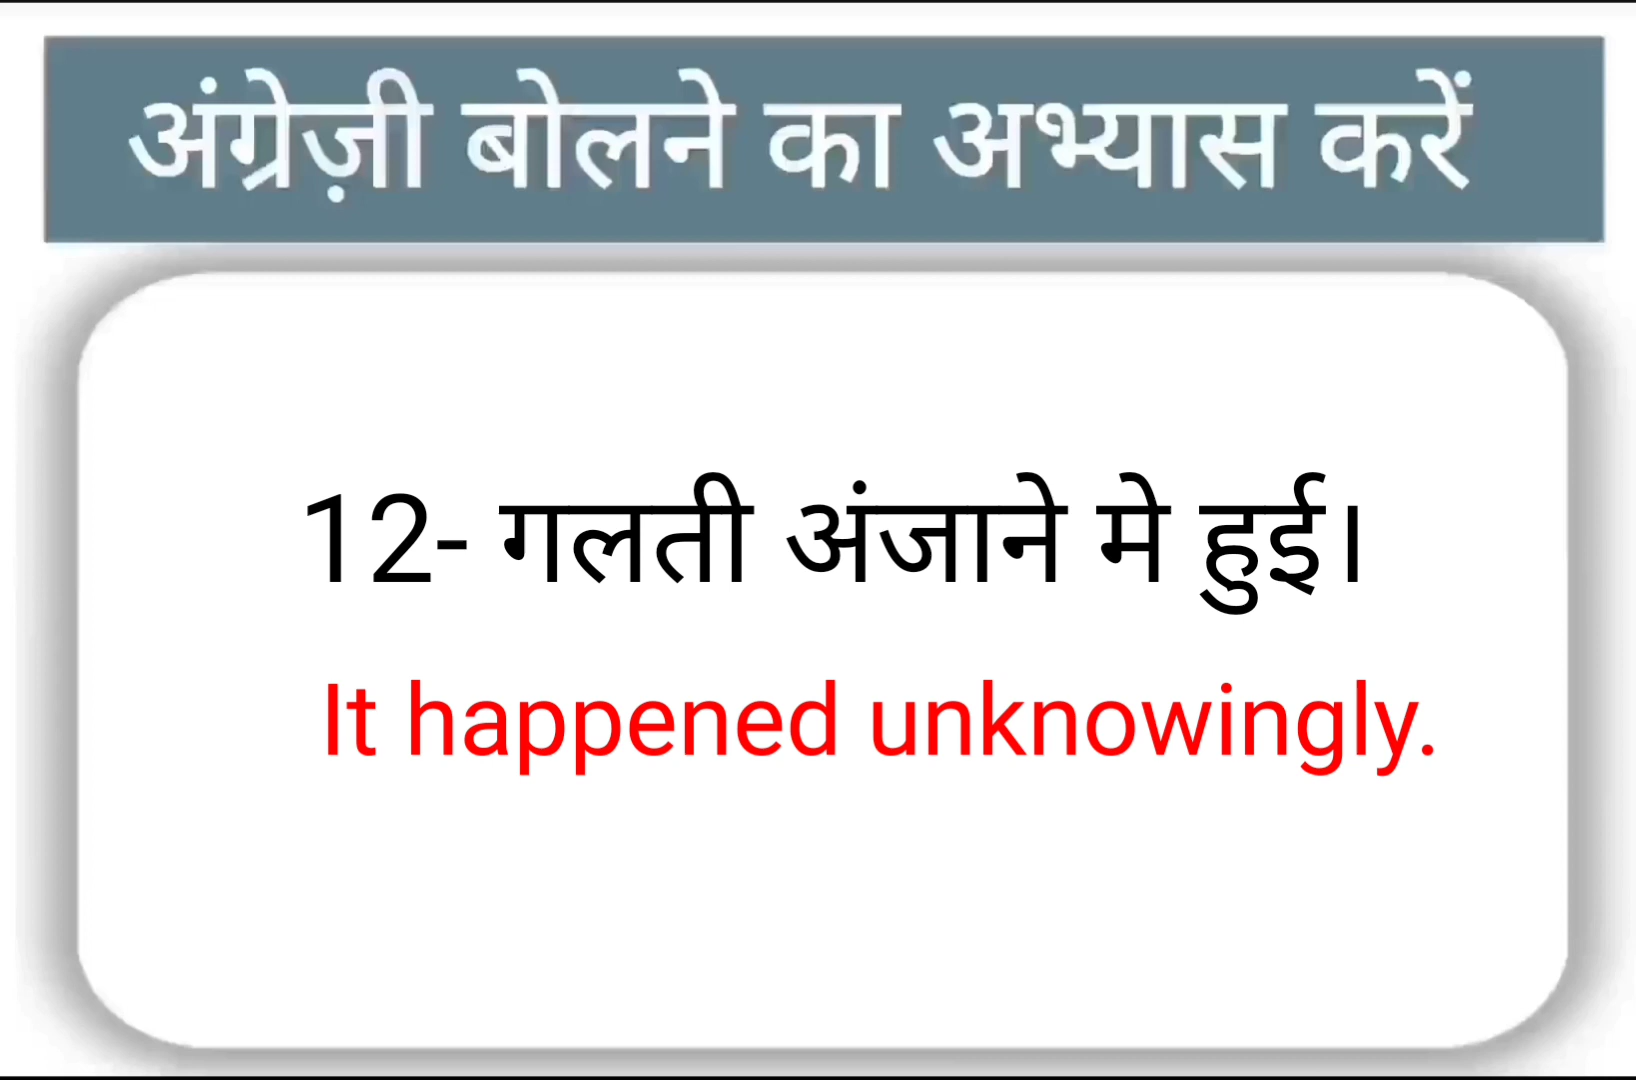 अंग्रेज़ी बोलने का अभ्यास करें
12- गलती अंजाने मे हुई।
It happened unknowingly.